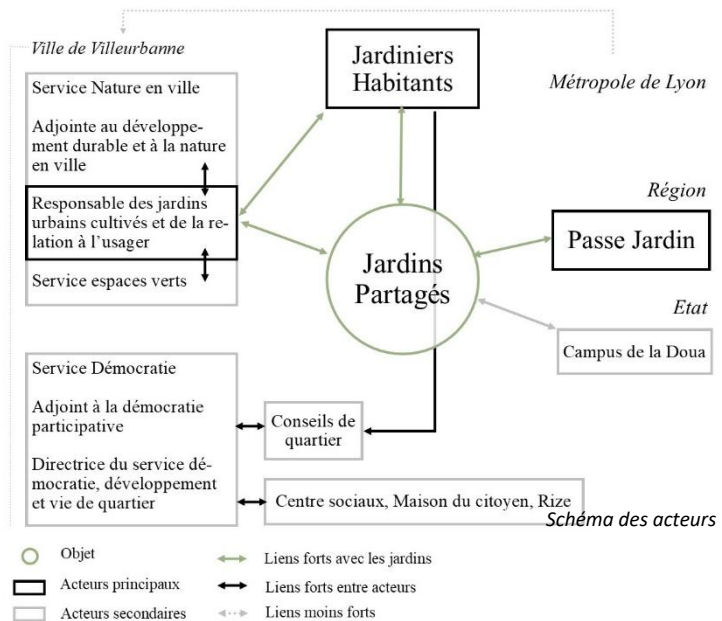 Ville de Villeurbanne
Service Nature en ville
Adjointe au développe-
ment durable et à la nature
en ville
Responsable des jardins
urbains cultivés et de la re-
lation à l’usager
Service espaces verts
Jardiniers
Habitants
Métropole de Lyon
Région
Passe Jardin
Jardins
Partagés
Etat
Campus de la Doua
Service Démocratie
Adjoint à la démocratie
participative
Directrice du service dé-
mocratie, développement
et vie de quartier
Conseils de
quartier
Centre sociaux, Maison du citoyen, Rize
Schéma des acteurs
Objet
Acteurs principaux
Acteurs secondaires
Liens forts avec les jardins
Liens forts entre acteurs
Liens moins forts